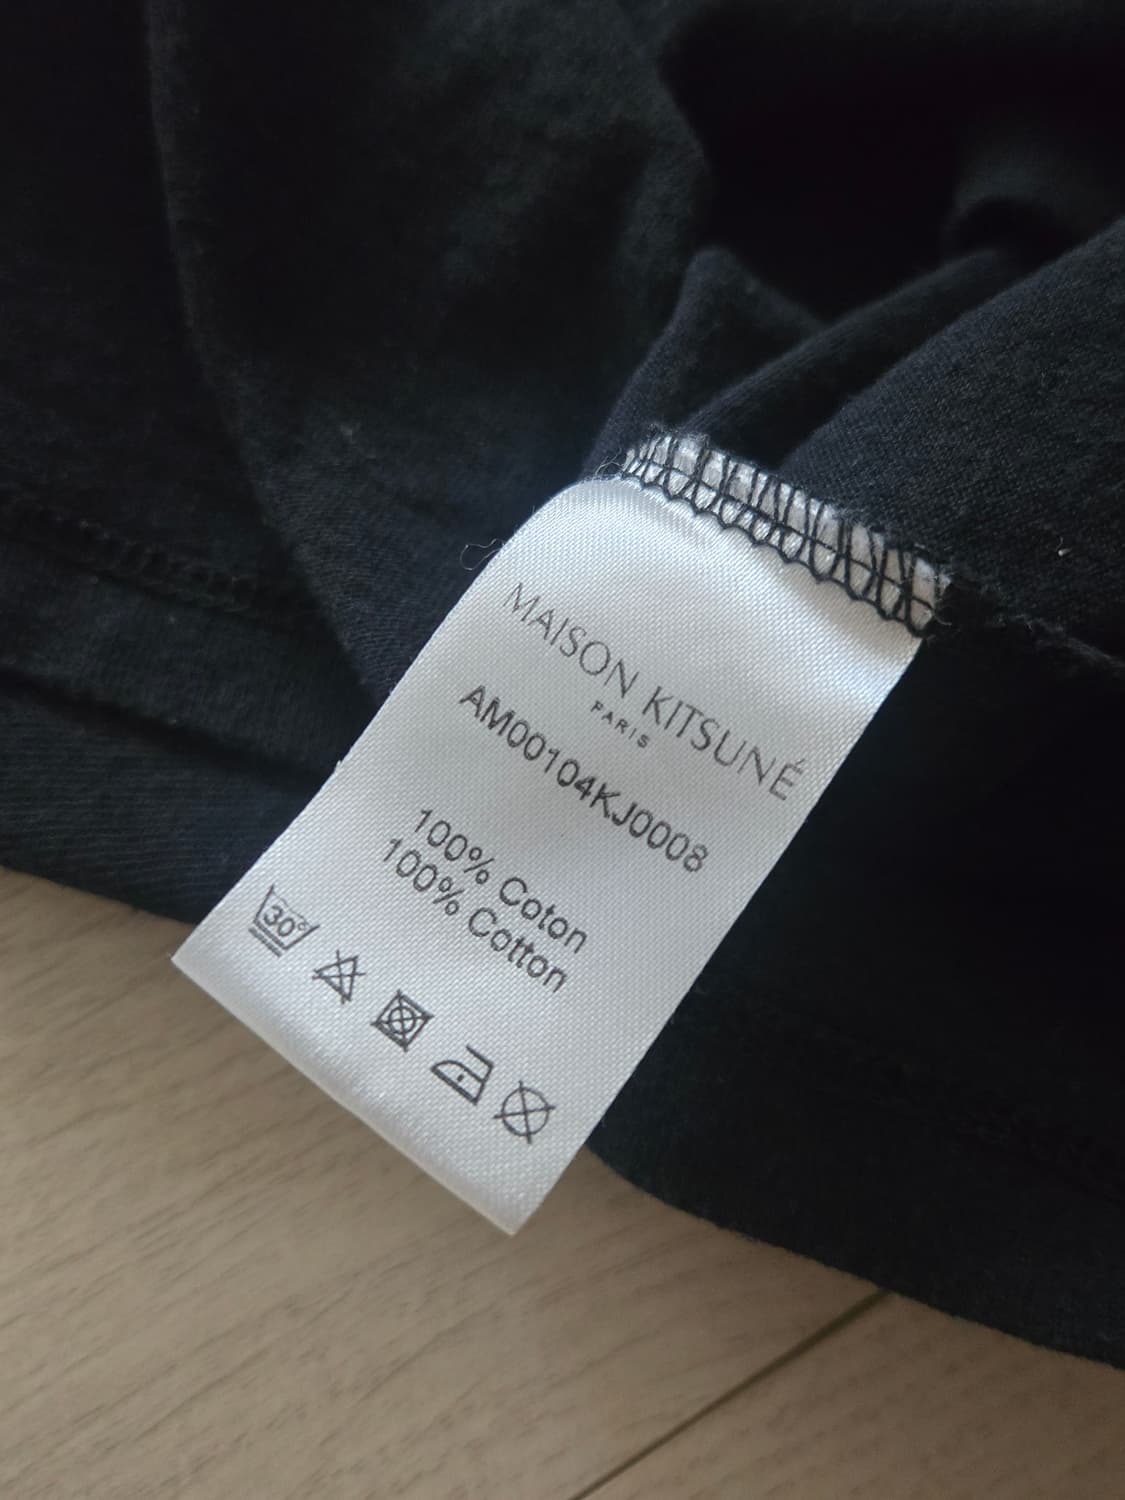 MAISON KITSUNÉ
PARIS
AM00104KJ0008
100% Coton
100% Cotton
30°